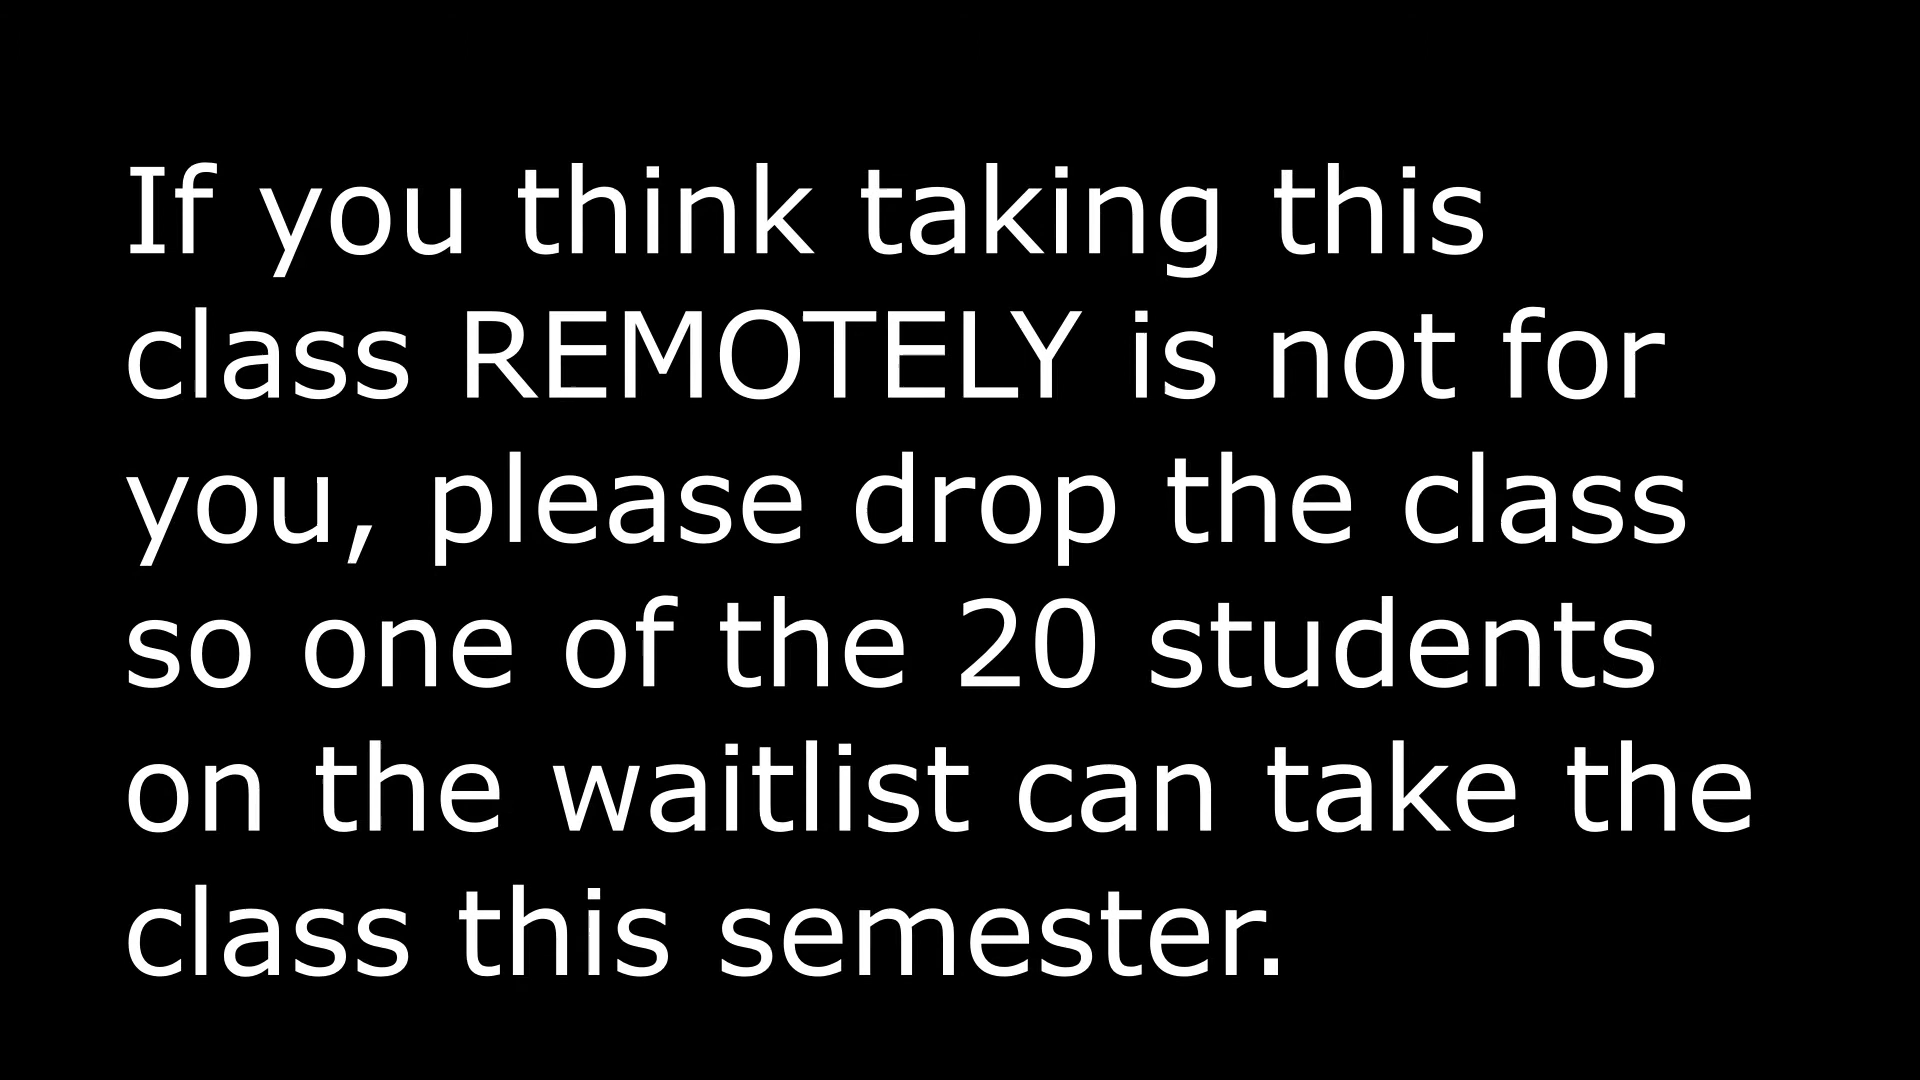 If you think taking this
class REMOTELY is not for
you, please drop the class
so one of the 20 students
on the waitlist can take the
class this semester.